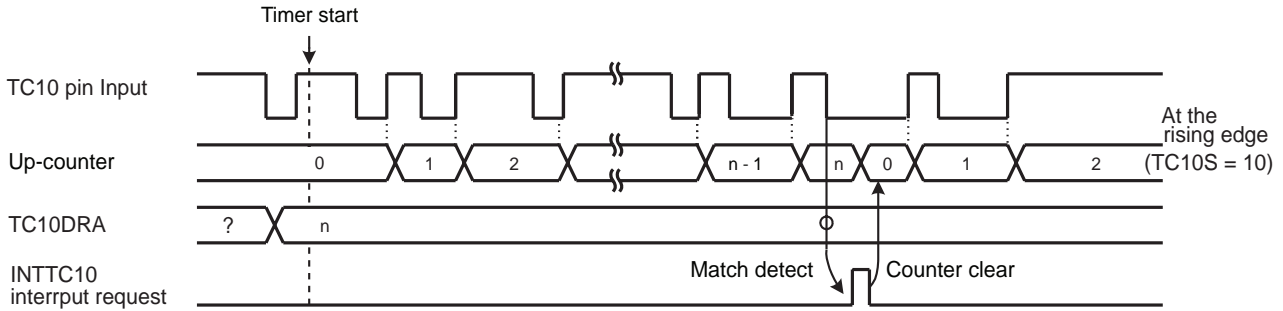 Timer start
TC10 pin Input
At the
rising edge
(TC10S = 10)
Up-counter
0 1 2 n - 1 n 0 1 2
TC10DRA
? n
INTTC10
interrput request
Match detect Counter clear